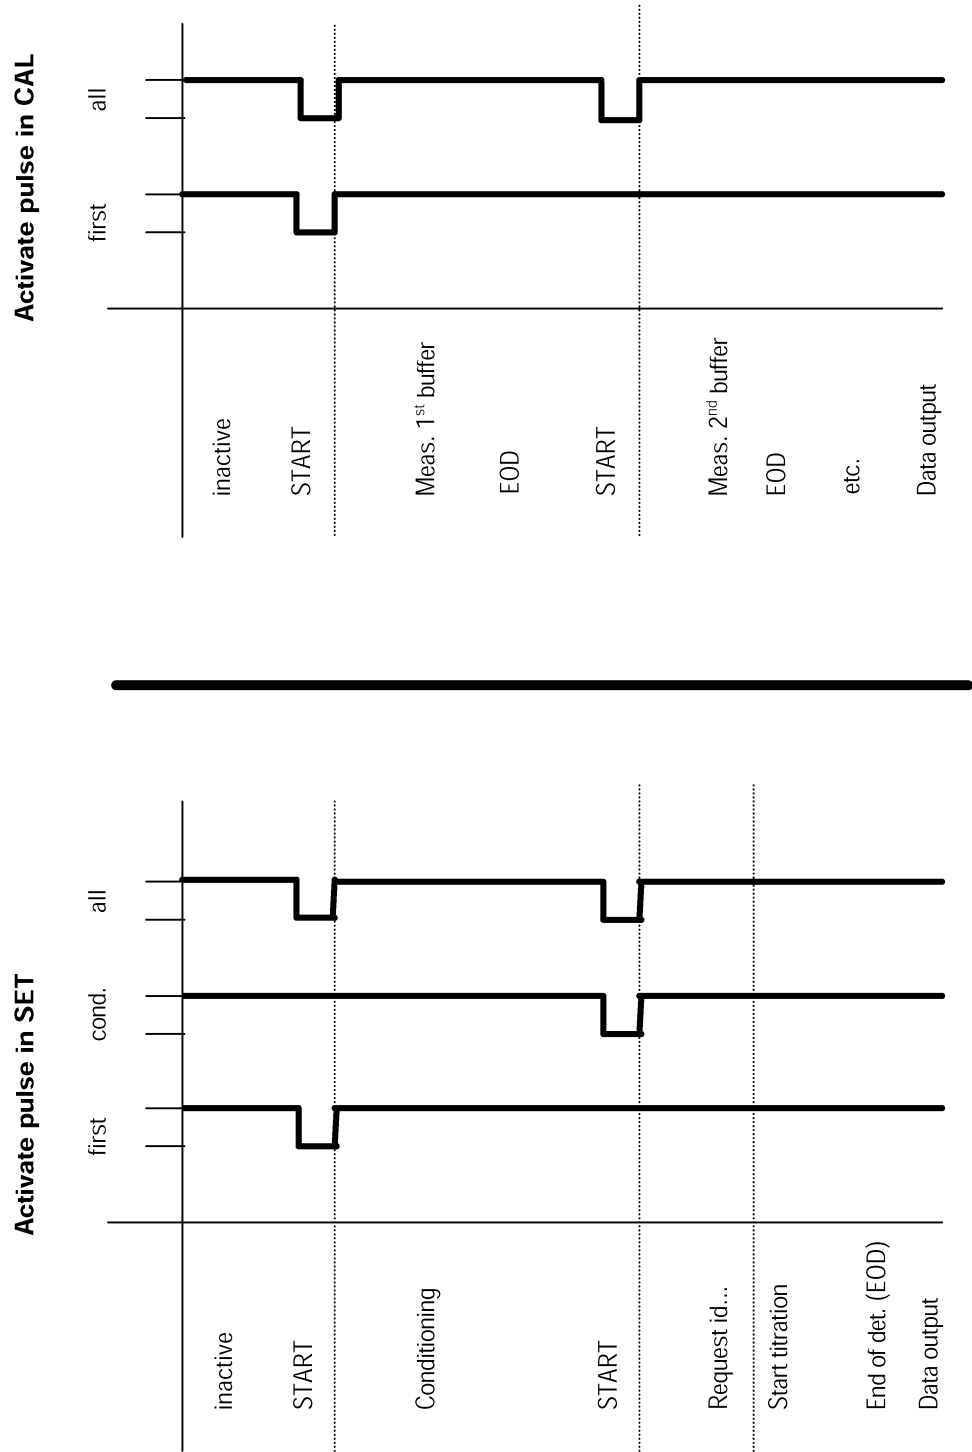 Activate pulse in CAL
all
first
inactive
START
Meas. 1st buffer
EOD
START
Meas. 2nd buffer
EOD
etc.
Data output
Activate pulse in SET
all
cond.
first
inactive
START
Conditioning
START
Request id...
Start titration
End of det. (EOD)
Data output